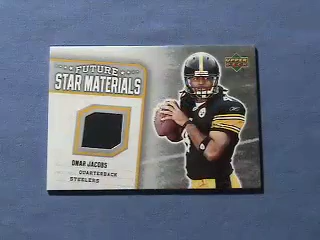 FUTURE
STAR MATERIALS
OMAR JACOBS
QUARTERBACK
STEELERS